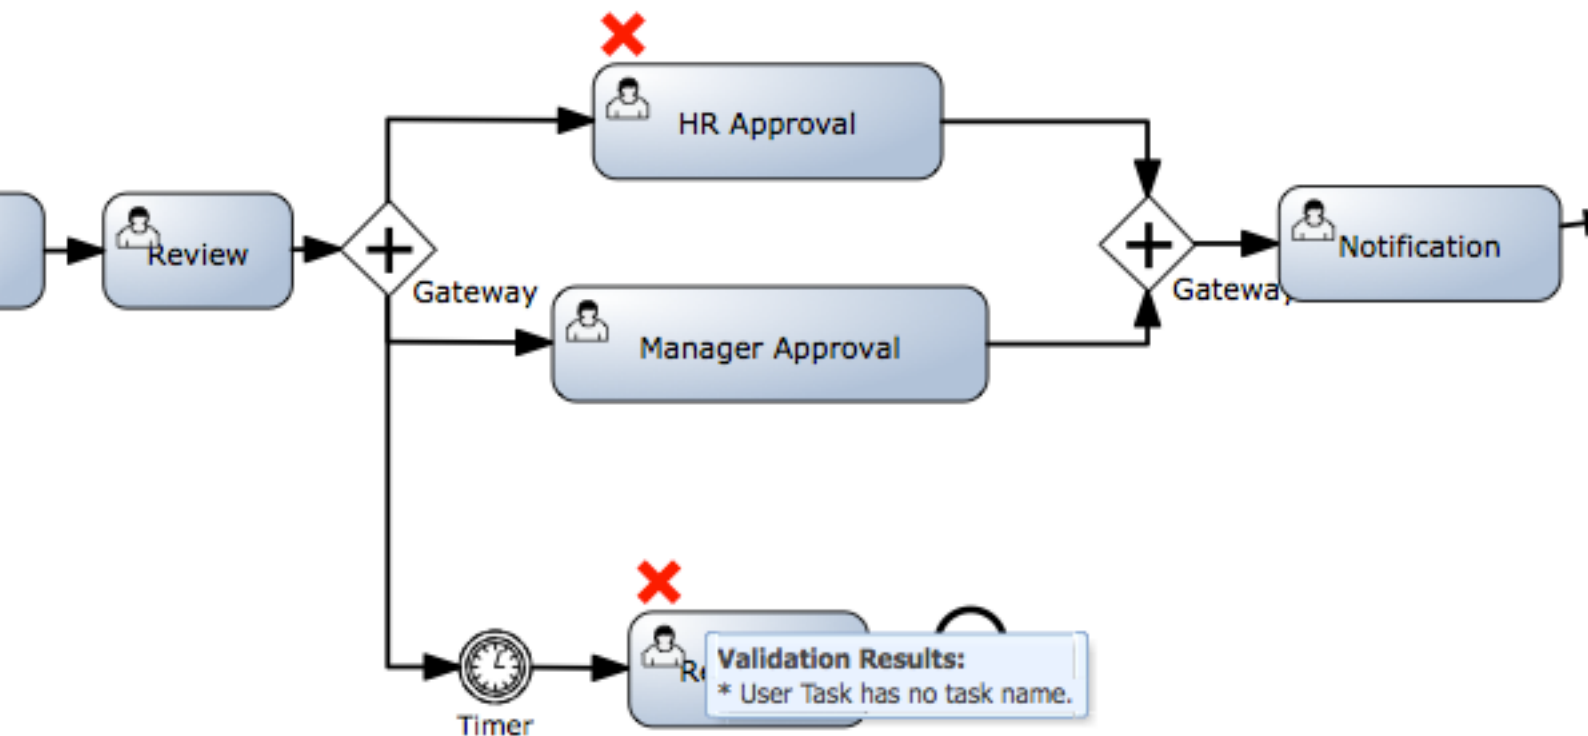 HR Approval
Review
Gateway
Manager Approval
Notification
Timer
Validation Results:
* User Task has no task name.